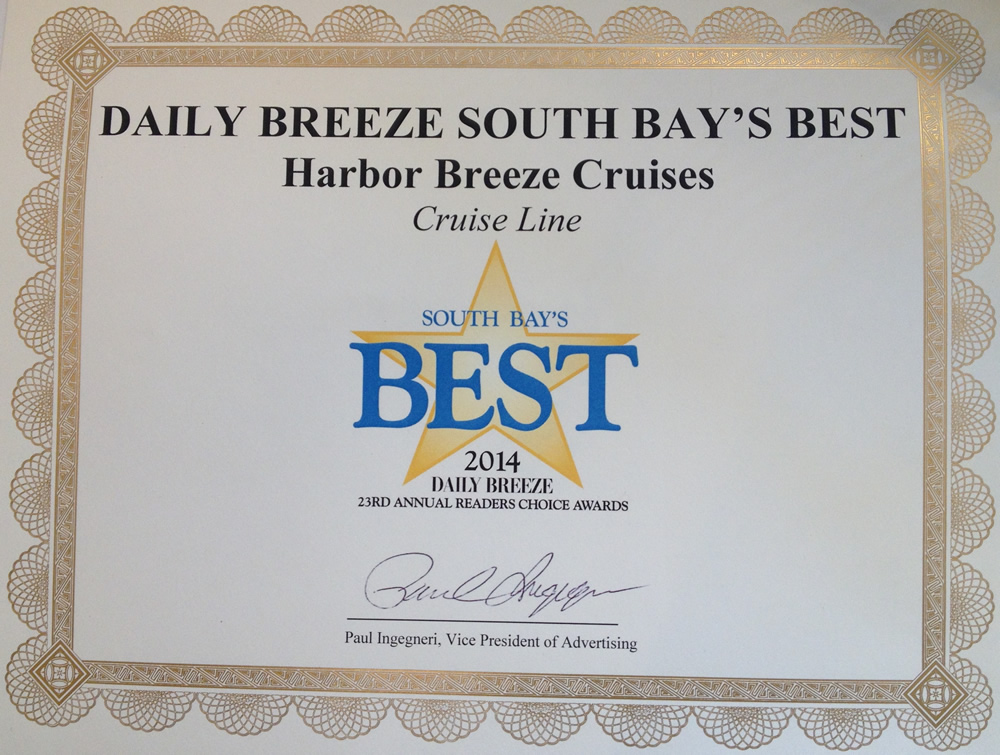 DAILY BREEZE SOUTH BAY'S BEST
Harbor Breeze Cruises
Cruise Line
SOUTH BAY'S
BEST
2014
DAILY BREEZE
23RD ANNUAL READERS CHOICE AWARDS
Paul Ingegneri
Paul Ingegneri, Vice President of Advertising